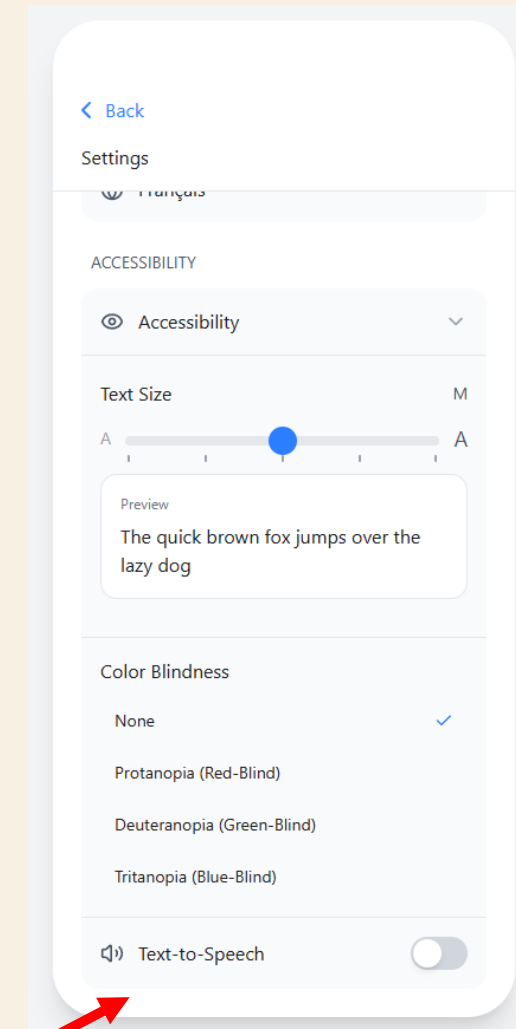 Back
Settings
Français
ACCESSIBILITY
Accessibility
Text Size M
A A
Preview
The quick brown fox jumps over the
lazy dog
Color Blindness
None
Protanopia (Red-Blind)
Deuteranopia (Green-Blind)
Tritanopia (Blue-Blind)
Text-to-Speech